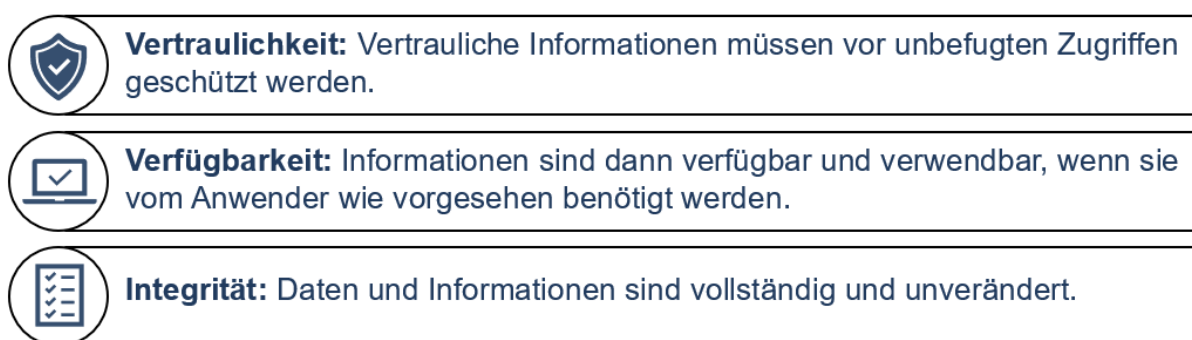 Vertraulichkeit: Vertrauliche Informationen müssen vor unbefugten Zugriffen
geschützt werden.
Verfügbarkeit: Informationen sind dann verfügbar und verwendbar, wenn sie
vom Anwender wie vorgesehen benötigt werden.
Integrität: Daten und Informationen sind vollständig und unverändert.